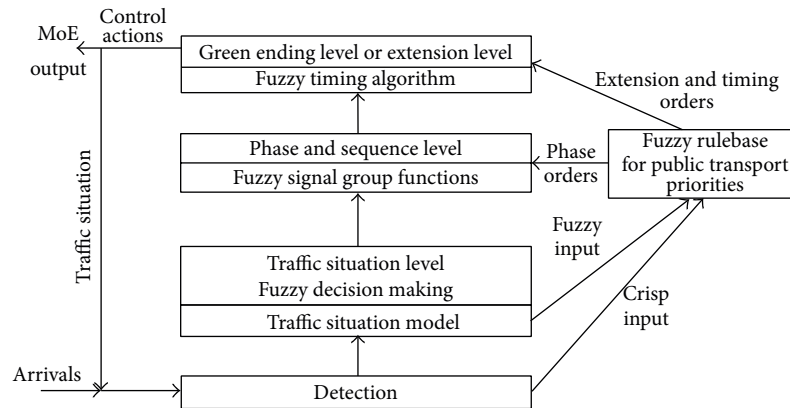 Control
actions
MoE
output
Green ending level or extension level
Fuzzy timing algorithm
Extension and timing
orders
Traffic situation
Phase and sequence level
Fuzzy signal group functions
Phase
orders
Fuzzy rulebase
for public transport
priorities
Fuzzy
input
Traffic situation level
Fuzzy decision making
Traffic situation model
Crisp
input
Arrivals
Detection